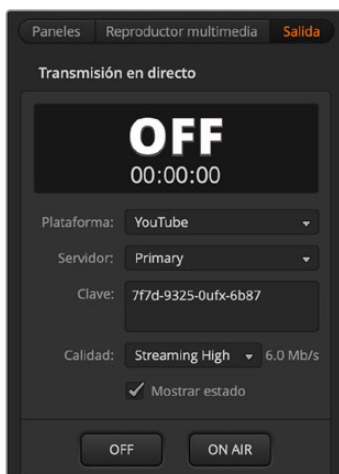 Paneles Reproductor multimedia Salida
Transmisión en directo
OFF
00:00:00
Plataforma: YouTube
Servidor: Primary
Clave: 7f7d-9325-0ufx-6b87
Calidad: Streaming High 6.0 Mb/s
Mostrar estado
OFF ON AIR